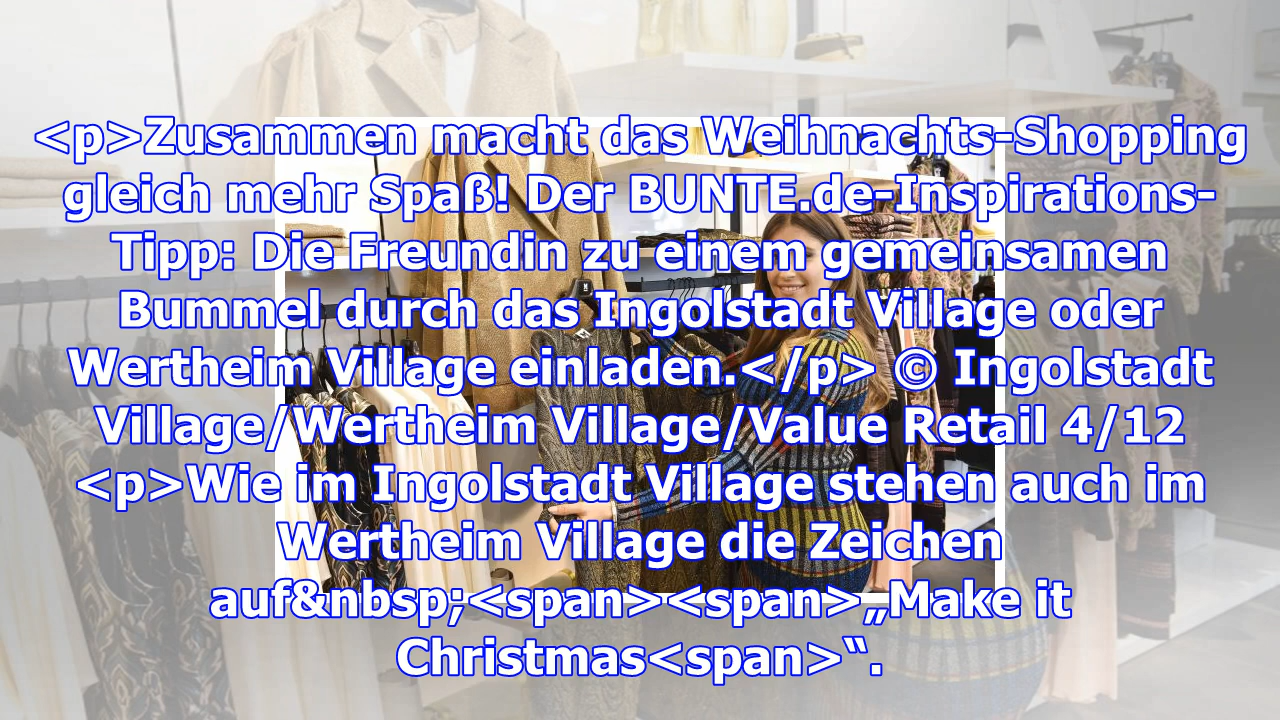 <p>Zusammen macht das Weihnachts-Shopping
gleich mehr Spaß! Der BUNTE.de-Inspirations-
Tipp: Die Freundin zu einem gemeinsamen
Bummel durch das Ingolstadt Village oder
Wertheim Village einladen.</p> © Ingolstadt
Village/Wertheim Village/Value Retail 4/12
<p>Wie im Ingolstadt Village stehen auch im
Wertheim Village die Zeichen
auf&nbsp;<span><span>„Make it
Christmas<span>“.